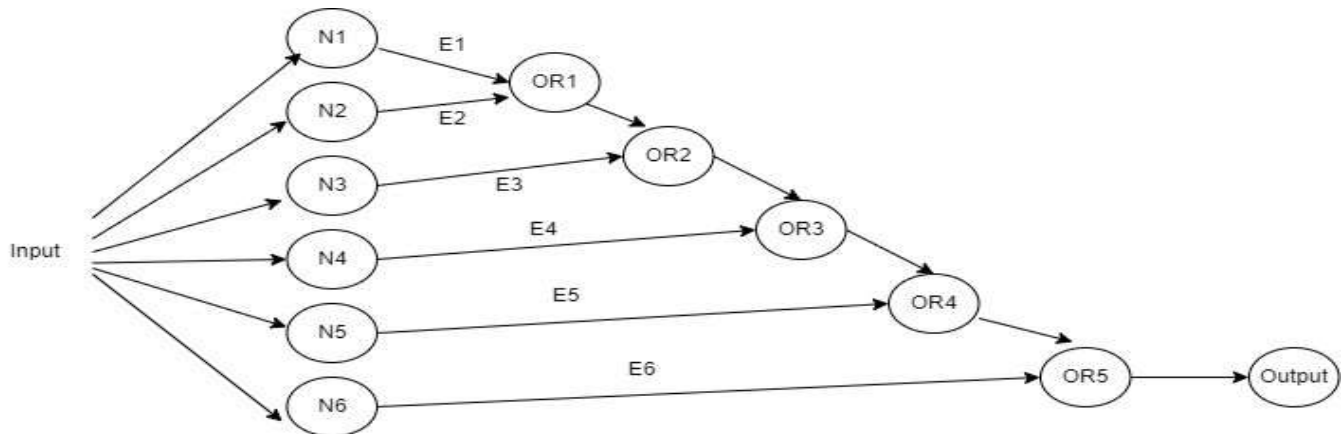 N1
E1
OR1
N2
E2
OR2
N3
E3
Input
N4
E4
OR3
N5
E5
OR4
N6
E6
OR5
Output